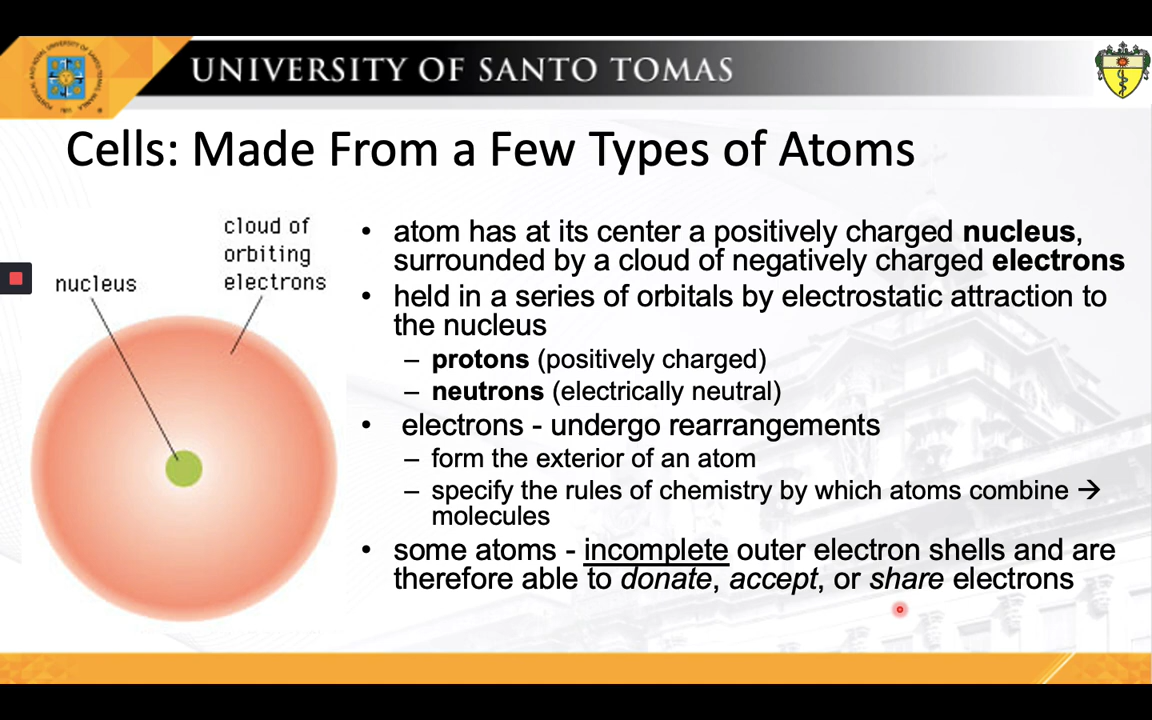 UNIVERSITY OF SANTO TOMAS
Cells: Made From a Few Types of Atoms
cloud of
orbiting
electrons
nucleus
• atom has at its center a positively charged nucleus,
surrounded by a cloud of negatively charged electrons
• held in a series of orbitals by electrostatic attraction to
the nucleus
– protons (positively charged)
– neutrons (electrically neutral)
• electrons - undergo rearrangements
– form the exterior of an atom
– specify the rules of chemistry by which atoms combine →
molecules
• some atoms - incomplete outer electron shells and are
therefore able to donate, accept, or share electrons